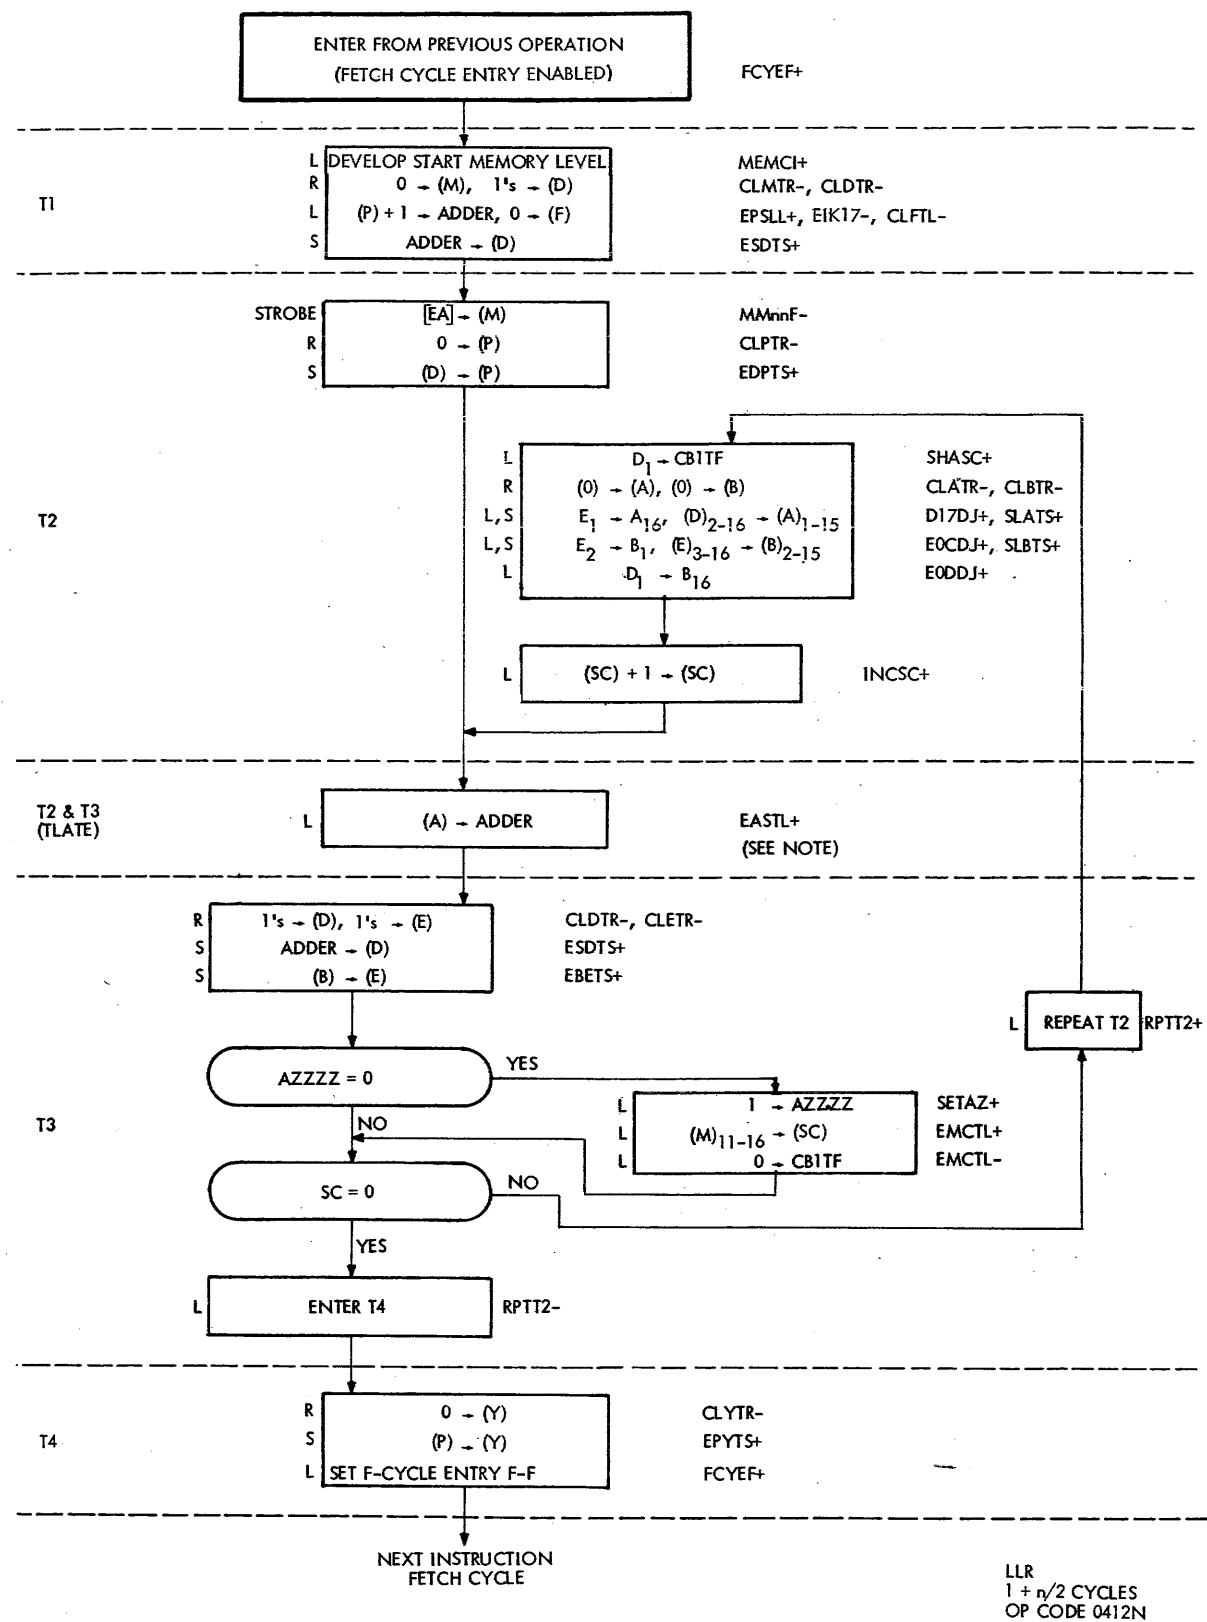 ENTER FROM PREVIOUS OPERATION
(FETCH CYCLE ENTRY ENABLED) FCYEF+
T1
L DEVELOP START MEMORY LEVEL MEMCI+
R 0 → (M), 1's → (D) CLMTR-, CLDTR-
L (P) + 1 → ADDER, 0 → (F) EPSLL+, EIK17-, CLFTL-
S ADDER → (D) ESDTS+
STROBE [EA] → (M) MMnnF-
R 0 → (P) CLPTR-
S (D) → (P) EDPTS+
T2
L D1 → CB1TF SHASC+
R (0) → (A), (0) → (B) CLATR-, CLBTR-
L, S E1 → A16, (D)2-16 → (A)1-15 D17DJ+, SLATS+
L, S E2 → B1, (E)3-16 → (B)2-15 E0CDJ+, SLBTS+
L D1 → B16 E0DDJ+
L (SC) + 1 → (SC) INCSC+
T2 & T3
(TLATE)
L (A) → ADDER EASTL+
(SEE NOTE)
R 1's → (D), 1's → (E) CLDTR-, CLETR-
S ADDER → (D) ESDTS+
S (B) → (E) EBETS+
L REPEAT T2 RPTT2+
AZZZZ = 0 YES
L 1 → AZZZZ SETAZ+
T3
NO
L (M)11-16 → (SC) EMCTL+
L 0 → CB1TF EMCTL-
SC = 0 NO
YES
L ENTER T4 RPTT2-
T4
R 0 → (Y) CLYTR-
S (P) → (Y) EPYTS+
L SET F-CYCLE ENTRY F-F FCYEF+
NEXT INSTRUCTION
FETCH CYCLE
LLR
1 + n/2 CYCLES
OP CODE 0412N